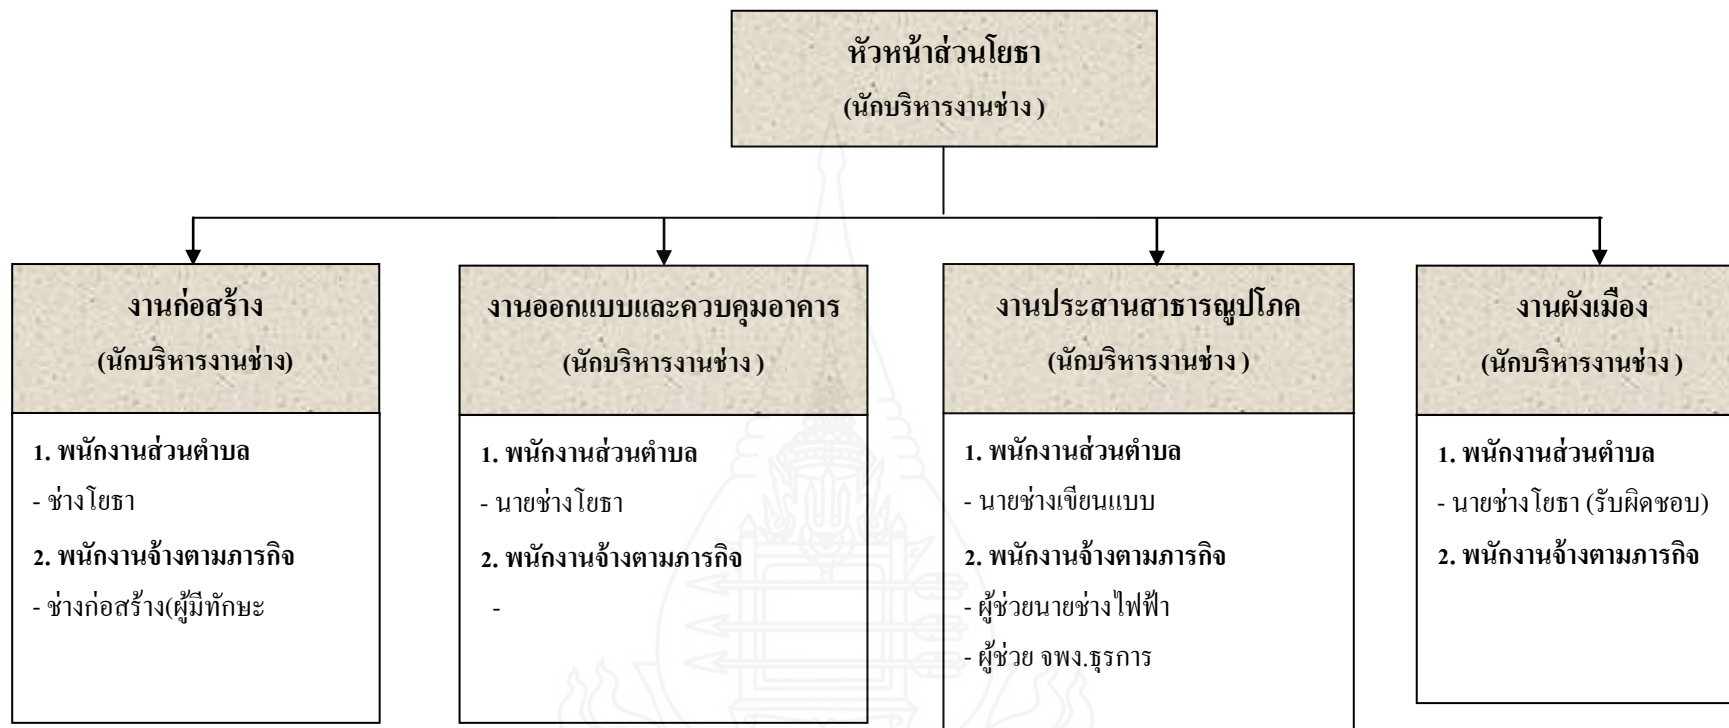 หัวหน้าส่วนโยธา
(นักบริหารงานช่าง )
งานก่อสร้าง
(นักบริหารงานช่าง)
1. พนักงานส่วนตำบล
- ช่างโยธา
2. พนักงานจ้างตามภารกิจ
- ช่างก่อสร้าง(ผู้มีทักษะ
งานออกแบบและควบคุมอาคาร
(นักบริหารงานช่าง )
1. พนักงานส่วนตำบล
- นายช่างโยธา
2. พนักงานจ้างตามภารกิจ
-
งานประสานสาธารณูปโภค
(นักบริหารงานช่าง )
1. พนักงานส่วนตำบล
- นายช่างเขียนแบบ
2. พนักงานจ้างตามภารกิจ
- ผู้ช่วยนายช่างไฟฟ้า
- ผู้ช่วย จพง.ธุรการ
งานผังเมือง
(นักบริหารงานช่าง )
1. พนักงานส่วนตำบล
- นายช่างโยธา (รับผิดชอบ)
2. พนักงานจ้างตามภารกิจ